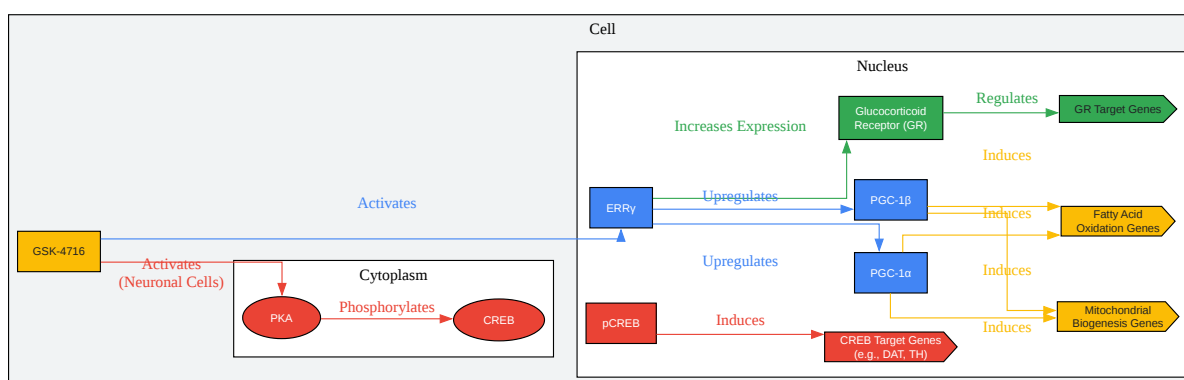 Cell
Nucleus
Glucocorticoid
Receptor (GR)
Regulates
GR Target Genes
Increases Expression
Induces
Activates
ERRγ
Upregulates
PGC-1β
Induces
Fatty Acid
Oxidation Genes
GSK-4716
Activates
(Neuronal Cells)
Cytoplasm
Upregulates
PGC-1α
Induces
PKA
Phosphorylates
CREB
pCREB
Induces
CREB Target Genes
(e.g., DAT, TH)
Induces
Mitochondrial
Biogenesis Genes